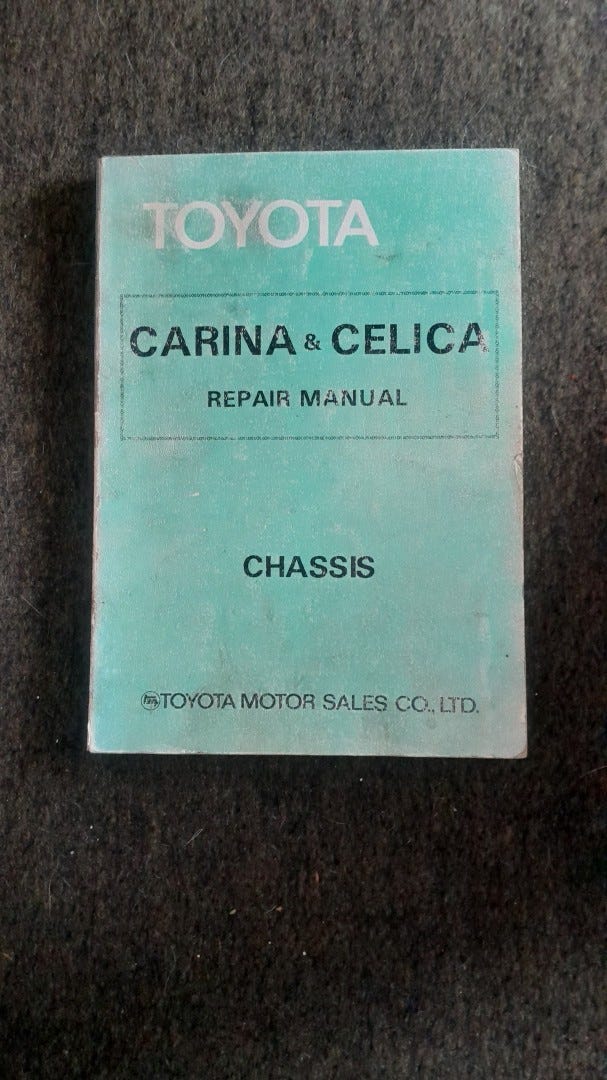 TOYOTA
CARINA & CELICA
REPAIR MANUAL
CHASSIS
TOYOTA MOTOR SALES CO., LTD.